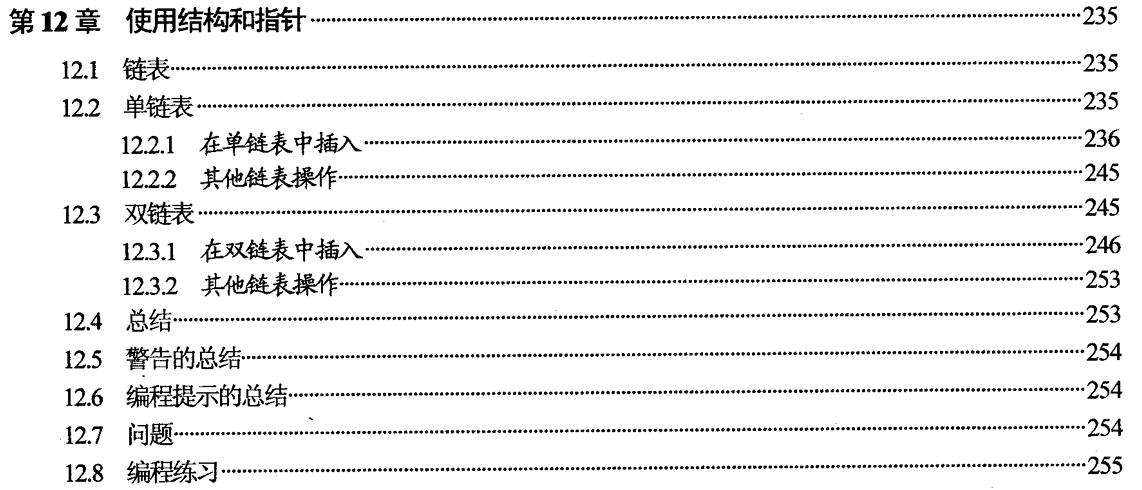 第12章 使用结构和指针 235
12.1 链表 235
12.2 单链表 235
12.2.1 在单链表中插入 236
12.2.2 其他链表操作 245
12.3 双链表 245
12.3.1 在双链表中插入 246
12.3.2 其他链表操作 253
12.4 总结 253
12.5 警告的总结 254
12.6 编程提示的总结 254
12.7 问题 254
12.8 编程练习 255